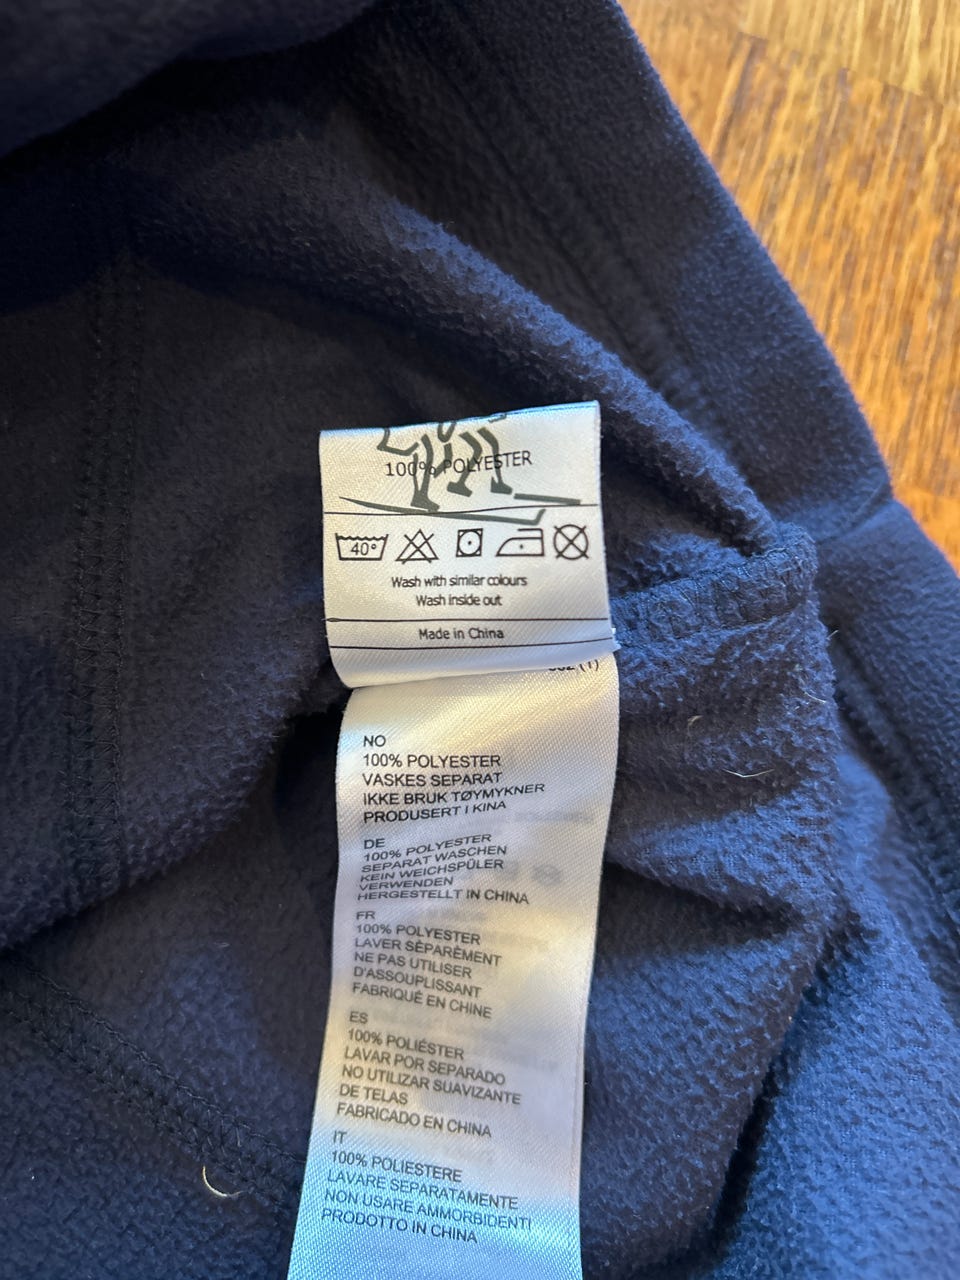 100% POLYESTER
40°
Wash with similar colours
Wash inside out
Made in China
(1)
NO
100% POLYESTER
VASKES SEPARAT
IKKE BRUK TØYMYKNER
PRODUSERT I KINA
DE
100% POLYESTER
SEPARAT WASCHEN
KEIN WEICHSPÜLER
VERWENDEN
HERGESTELLT IN CHINA
FR
100% POLYESTER
LAVER SÉPARÉMENT
NE PAS UTILISER
D'ASSOUPLISSANT
FABRIQUÉ EN CHINE
ES
100% POLIÉSTER
LAVAR POR SEPARADO
NO UTILIZAR SUAVIZANTE
DE TELAS
FABRICADO EN CHINA
IT
100% POLIESTERE
LAVARE SEPARATAMENTE
NON USARE AMMORBIDENTI
PRODOTTO IN CHINA